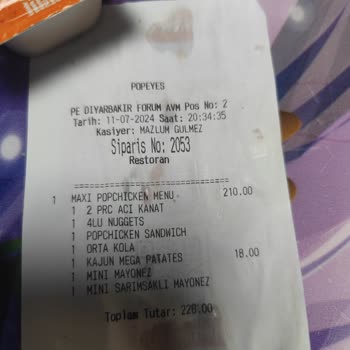 POPEYES
PE DIYARBAKIR FORUM AVM Pos No: 2
Tarih: 11-07-2024 Saat: 20:34:35
Kasiyer: MAZLUM GULMEZ
Siparis No: 2053
Restoran
==============================
1 MAXI POPCHICKEN MENU 210.00
1 2 PRC ACI KANAT
1 4LU NUGGETS
1 POPCHICKEN SANDWICH
1 ORTA KOLA
1 KAJUN MEGA PATATES 18.00
1 MINI MAYONEZ
1 MINI SARIMSAKLI MAYONEZ
Toplam Tutar: 228.00